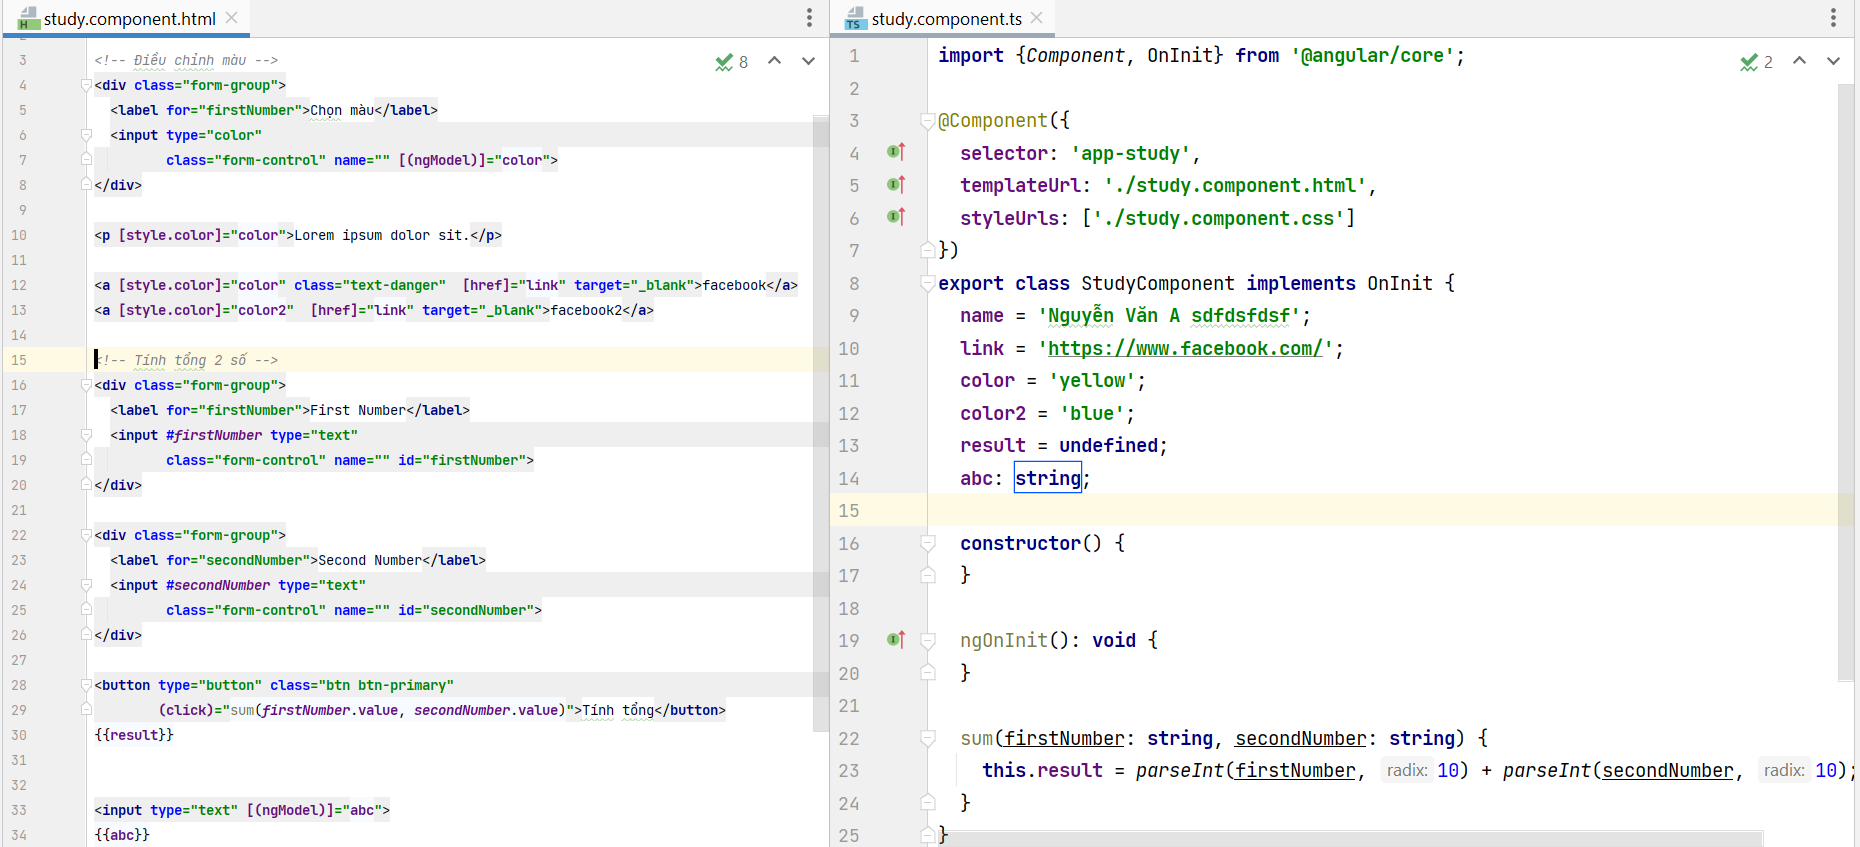 study.component.html
8
2
3 <!-- Điều chỉnh màu -->
4 <div class="form-group">
5 <label for="firstNumber">Chọn màu</label>
6 <input type="color"
7 class="form-control" name="" [(ngModel)]="color">
8 </div>
9
10 <p [style.color]="color">Lorem ipsum dolor sit.</p>
11
12 <a [style.color]="color" class="text-danger"  [href]="link" target="_blank">facebook</a>
13 <a [style.color]="color2"  [href]="link" target="_blank">facebook2</a>
14
15 <!-- Tính tổng 2 số -->
16 <div class="form-group">
17 <label for="firstNumber">First Number</label>
18 <input #firstNumber type="text"
19 class="form-control" name="" id="firstNumber">
20 </div>
21
22 <div class="form-group">
23 <label for="secondNumber">Second Number</label>
24 <input #secondNumber type="text"
25 class="form-control" name="" id="secondNumber">
26 </div>
27
28 <button type="button" class="btn btn-primary"
29 (click)="sum(firstNumber.value, secondNumber.value)">Tính tổng</button>
30 {{result}}
31
32
33 <input type="text" [(ngModel)]="abc">
34 {{abc}}
study.component.ts
2
1 import {Component, OnInit} from '@angular/core';
2
3 @Component({
4 selector: 'app-study',
5 templateUrl: './study.component.html',
6 styleUrls: ['./study.component.css']
7 })
8 export class StudyComponent implements OnInit {
9 name = 'Nguyễn Văn A sdfdsfdsf';
10 link = 'https://www.facebook.com/';
11 color = 'yellow';
12 color2 = 'blue';
13 result = undefined;
14 abc: string;
15
16 constructor() {
17 }
18
19 ngOnInit(): void {
20 }
21
22 sum(firstNumber: string, secondNumber: string) {
23 this.result = parseInt(firstNumber, radix: 10) + parseInt(secondNumber, radix: 10);
24 }
25 }